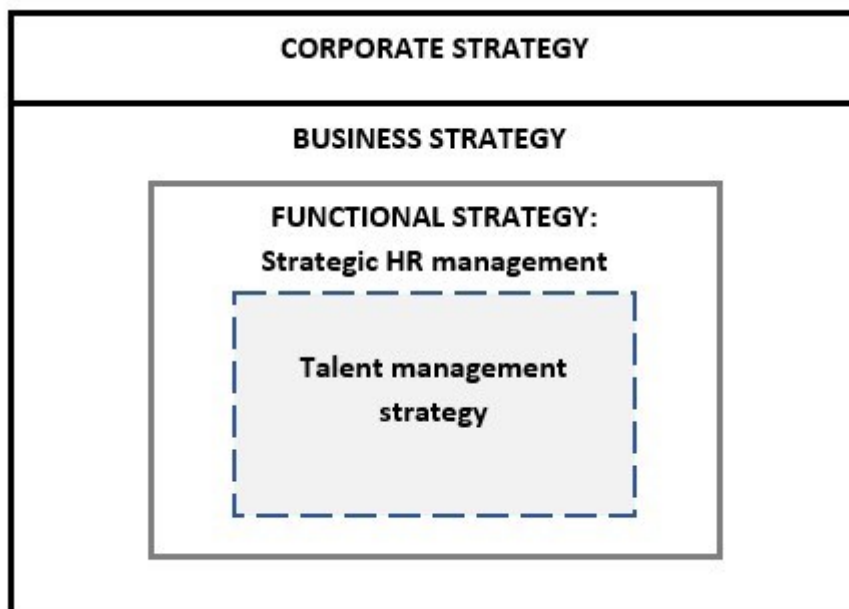 CORPORATE STRATEGY
BUSINESS STRATEGY
FUNCTIONAL STRATEGY:
Strategic HR management
Talent management
strategy